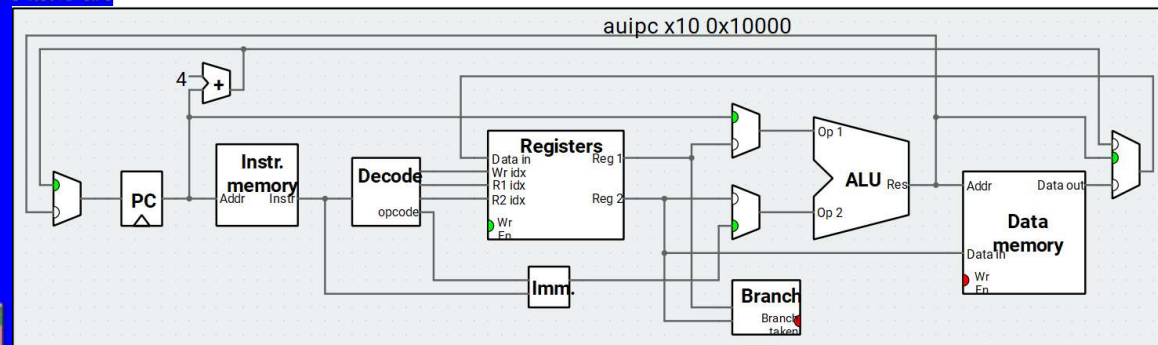 auipc x10 0x10000
4
+
Instr.
memory
Addr
Instr
PC
Decode
opcode
Registers
Data in
Wr idx
R1 idx
R2 idx
Wr
En
Reg 1
Reg 2
Imm.
Op 1
Op 2
ALU
Res
Branch
Branch
taken
Addr
Data out
Data
memory
Data in
Wr
En